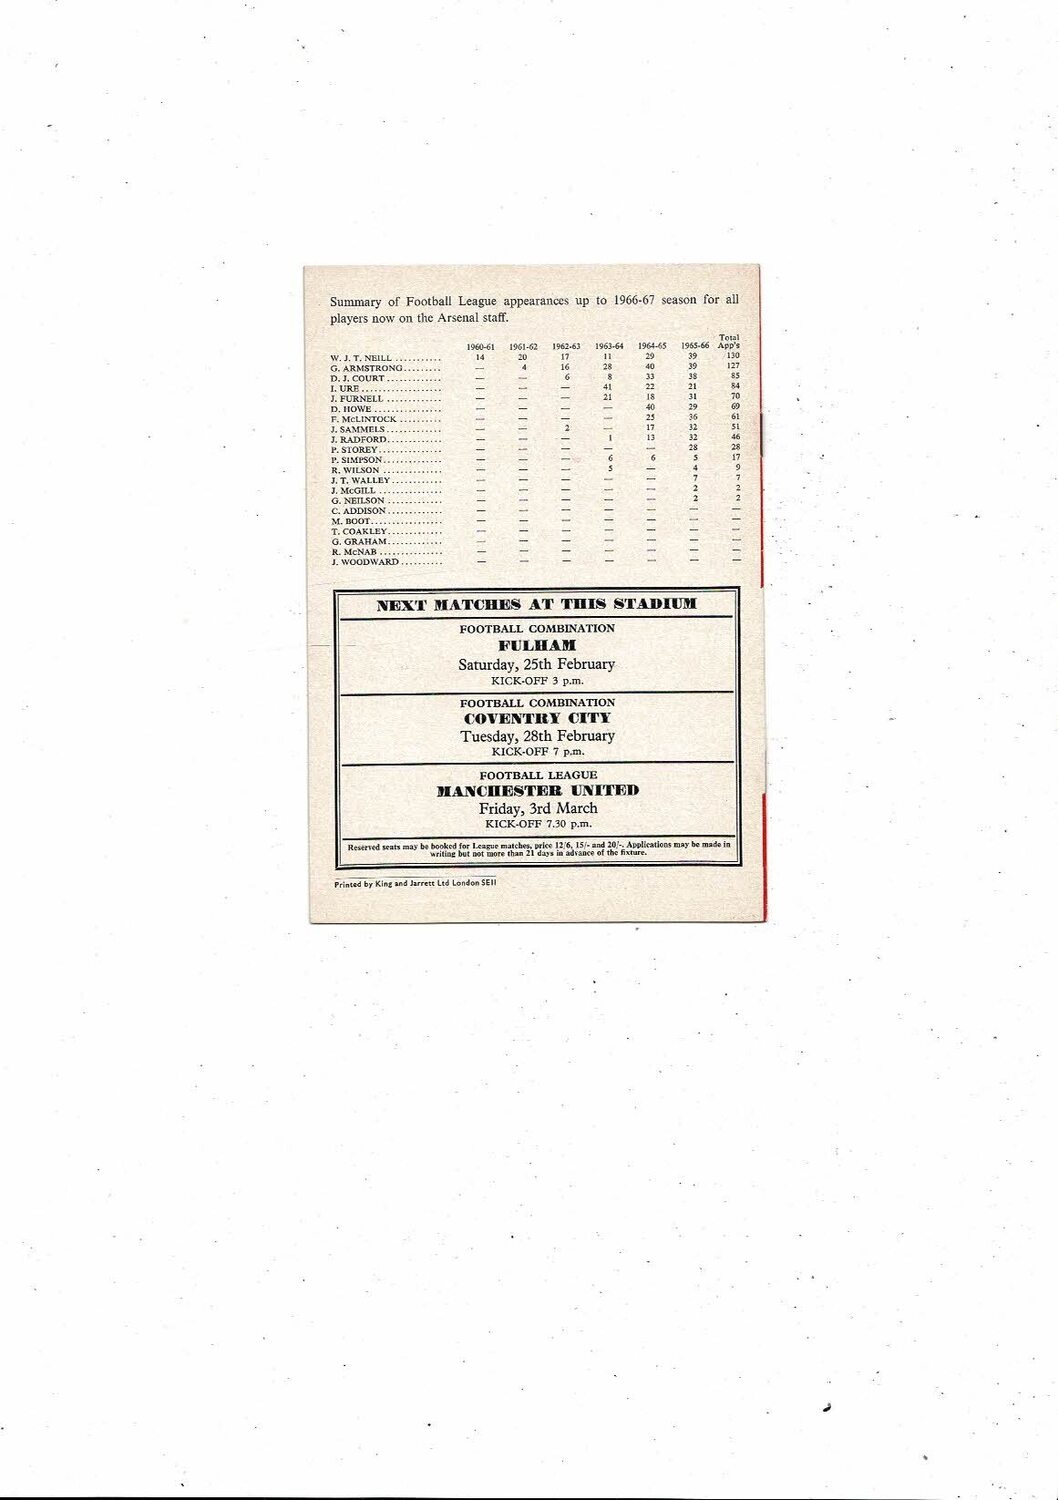 Summary of Football League appearances up to 1966-67 season for all
players now on the Arsenal staff.
1960-61 1961-62 1962-63 1963-64 1964-65 1965-66 Total App's
W. J. T. NEILL ........... 14 20 17 11 29 39 130
G. ARMSTRONG......... — 4 16 28 40 39 127
D. J. COURT ............. — — 6 8 33 38 85
I. URE .................... — — — 41 22 21 84
J. FURNELL ............. — — — 21 18 31 70
D. HOWE ................ — — — — 40 29 69
F. McLINTOCK .......... — — — — 25 36 61
J. SAMMELS............. — — 2 — 17 32 51
J. RADFORD............. — — — 1 13 32 46
P. STOREY............... — — — — — 28 28
P. SIMPSON.............. — — — 6 6 5 17
R. WILSON .............. — — — 5 — 4 9
J. T. WALLEY............ — — — — — 7 7
J. McGILL ............... — — — — — 2 2
G. NEILSON ............. — — — — — 2 2
C. ADDISON............. — — — — — — —
M. BOOT................. — — — — — — —
T. COAKLEY............. — — — — — — —
G. GRAHAM............. — — — — — — —
R. McNAB ............... — — — — — — —
J. WOODWARD .......... — — — — — — —
NEXT MATCHES AT THIS STADIUM
FOOTBALL COMBINATION
FULHAM
Saturday, 25th February
KICK-OFF 3 p.m.
FOOTBALL COMBINATION
COVENTRY CITY
Tuesday, 28th February
KICK-OFF 7 p.m.
FOOTBALL LEAGUE
MANCHESTER UNITED
Friday, 3rd March
KICK-OFF 7.30 p.m.
Reserved seats may be booked for League matches, price 12/6, 15/- and 20/-. Applications may be made in
writing but not more than 21 days in advance of the fixture.
Printed by King and Jarrett Ltd London SE11